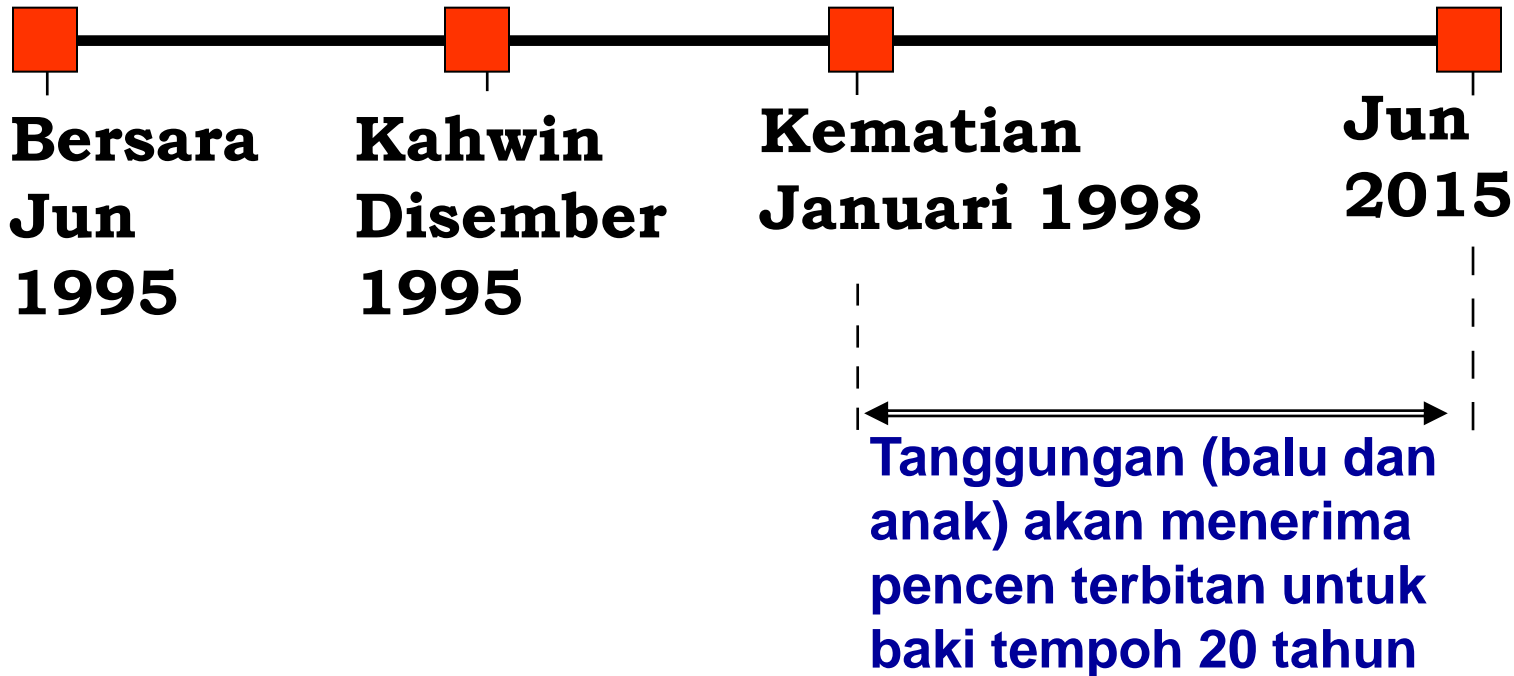 Bersara
Jun
1995
Kahwin
Disember
1995
Kematian
Januari 1998
Jun
2015
Tanggungan (balu dan
anak) akan menerima
pencen terbitan untuk
baki tempoh 20 tahun